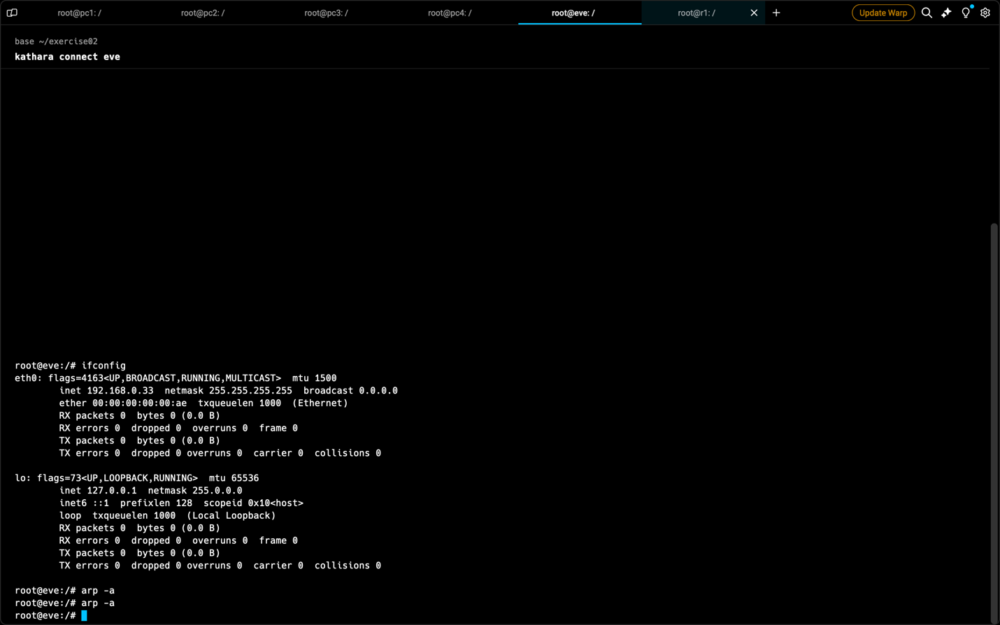 root@pc1: /
root@pc2: /
root@pc3: /
root@pc4: /
root@eve: /
root@r1: /
Update Warp
base ~/exercise02
kathara connect eve
root@eve:/# ifconfig
eth0: flags=4163<UP,BROADCAST,RUNNING,MULTICAST>  mtu 1500
        inet 192.168.0.33  netmask 255.255.255.255  broadcast 0.0.0.0
        ether 00:00:00:00:00:ae  txqueuelen 1000  (Ethernet)
        RX packets 0  bytes 0 (0.0 B)
        RX errors 0  dropped 0  overruns 0  frame 0
        TX packets 0  bytes 0 (0.0 B)
        TX errors 0  dropped 0 overruns 0  carrier 0  collisions 0
lo: flags=73<UP,LOOPBACK,RUNNING>  mtu 65536
        inet 127.0.0.1  netmask 255.0.0.0
        inet6 ::1  prefixlen 128  scopeid 0x10<host>
        loop  txqueuelen 1000  (Local Loopback)
        RX packets 0  bytes 0 (0.0 B)
        RX errors 0  dropped 0  overruns 0  frame 0
        TX packets 0  bytes 0 (0.0 B)
        TX errors 0  dropped 0 overruns 0  carrier 0  collisions 0
root@eve:/# arp -a
root@eve:/# arp -a
root@eve:/#